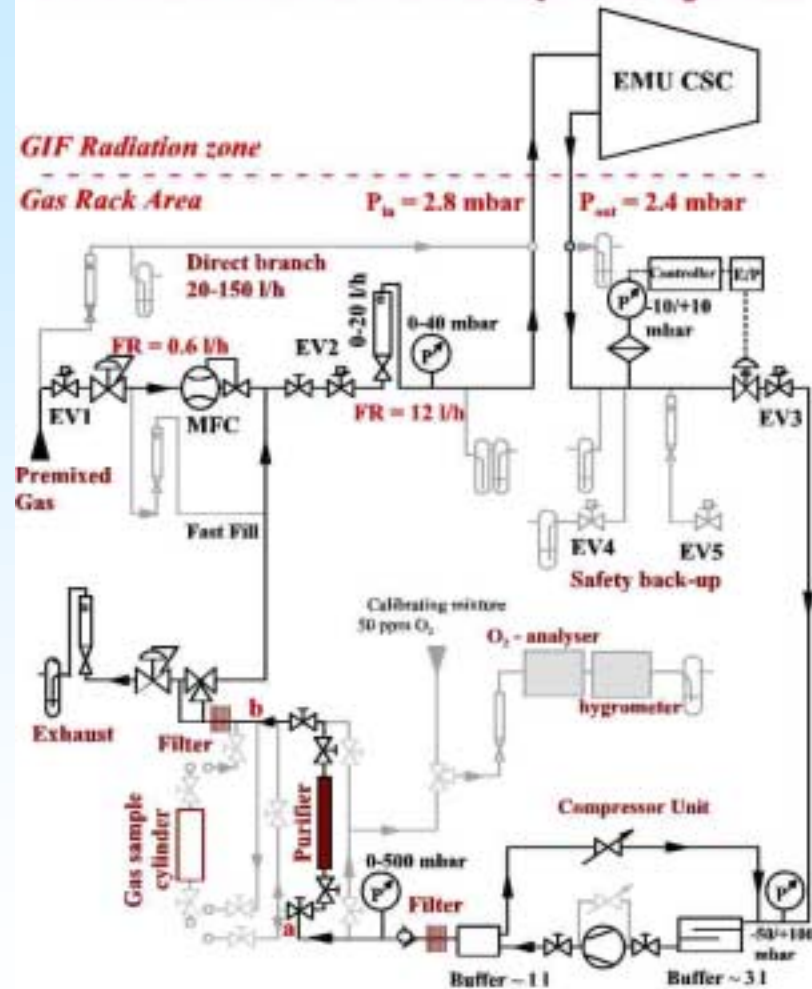 EMU CSC
GIF Radiation zone
Gas Rack Area
P_in = 2.8 mbar
P_out = 2.4 mbar
Direct branch
20-150 l/h
0-20 l/h
0-40 mbar
Controller
E/P
P
-10/+10
mbar
FR = 0.6 l/h
EV2
P
EV1
MFC
FR = 12 l/h
EV3
Premixed
Gas
Fast Fill
EV4
EV5
Safety back-up
Calibrating mixture
50 ppm O₂
O₂ - analyser
hygrometer
Exhaust
b
Filter
Gas sample
cylinder
Purifier
Compressor Unit
0-500 mbar
P
Filter
P
a
-50/+100
mbar
Buffer ~ 1 l
Buffer ~ 3 l